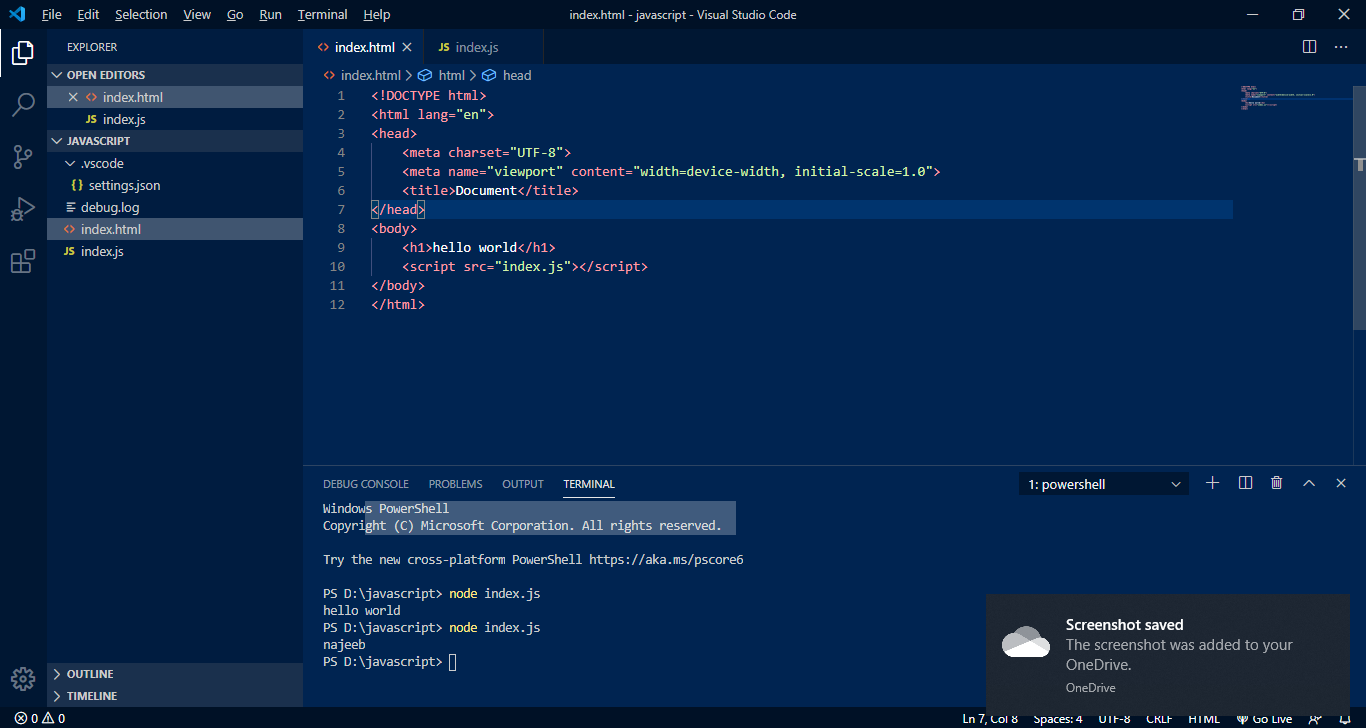 File Edit Selection View Go Run Terminal Help
index.html - javascript - Visual Studio Code
EXPLORER
OPEN EDITORS
index.html
JS index.js
JAVASCRIPT
.vscode
{} settings.json
debug.log
<> index.html
JS index.js
OUTLINE
TIMELINE
<> index.html JS index.js
<> index.html > html > head
1 <!DOCTYPE html>
2 <html lang="en">
3 <head>
4 <meta charset="UTF-8">
5 <meta name="viewport" content="width=device-width, initial-scale=1.0">
6 <title>Document</title>
7 </head>
8 <body>
9 <h1>hello world</h1>
10 <script src="index.js"></script>
11 </body>
12 </html>
DEBUG CONSOLE PROBLEMS OUTPUT TERMINAL
1: powershell
Windows PowerShell
Copyright (C) Microsoft Corporation. All rights reserved.
Try the new cross-platform PowerShell https://aka.ms/pscore6
PS D:\javascript> node index.js
hello world
PS D:\javascript> node index.js
najeeb
PS D:\javascript>
Screenshot saved
The screenshot was added to your
OneDrive.
OneDrive
0 0
Ln 7, Col 8 Spaces: 4 UTF-8 CRLF HTML Go Live